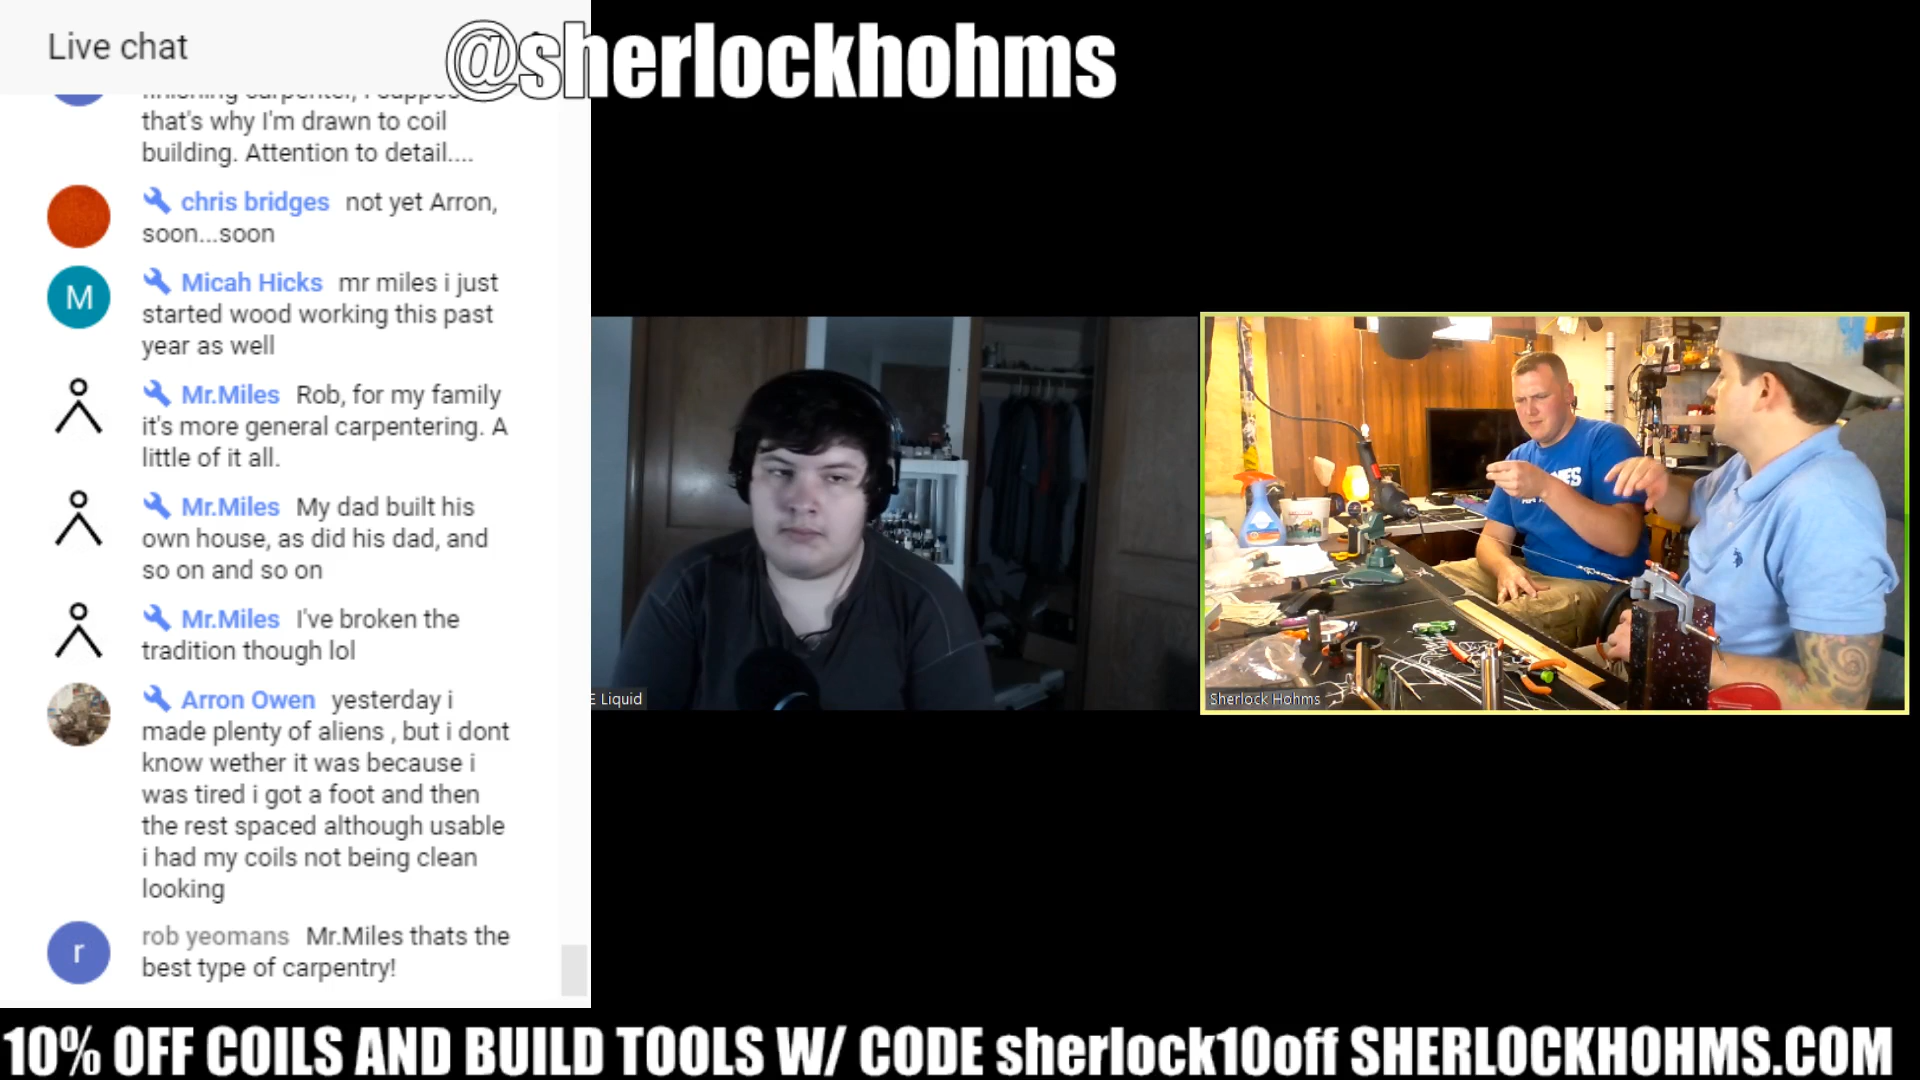 Live chat
@sherlockhohms
finishing carpenter, i suppose
that's why I'm drawn to coil
building. Attention to detail....
chris bridges not yet Arron,
soon...soon
M
Micah Hicks mr miles i just
started wood working this past
year as well
Mr.Miles Rob, for my family
it's more general carpentering. A
little of it all.
Mr.Miles My dad built his
own house, as did his dad, and
so on and so on
Mr.Miles I've broken the
tradition though lol
Arron Owen yesterday i
made plenty of aliens , but i dont
know wether it was because i
was tired i got a foot and then
the rest spaced although usable
i had my coils not being clean
looking
r
rob yeomans Mr.Miles thats the
best type of carpentry!
E Liquid
Sherlock Hohms
10% OFF COILS AND BUILD TOOLS W/ CODE sherlock10off SHERLOCKHOHMS.COM